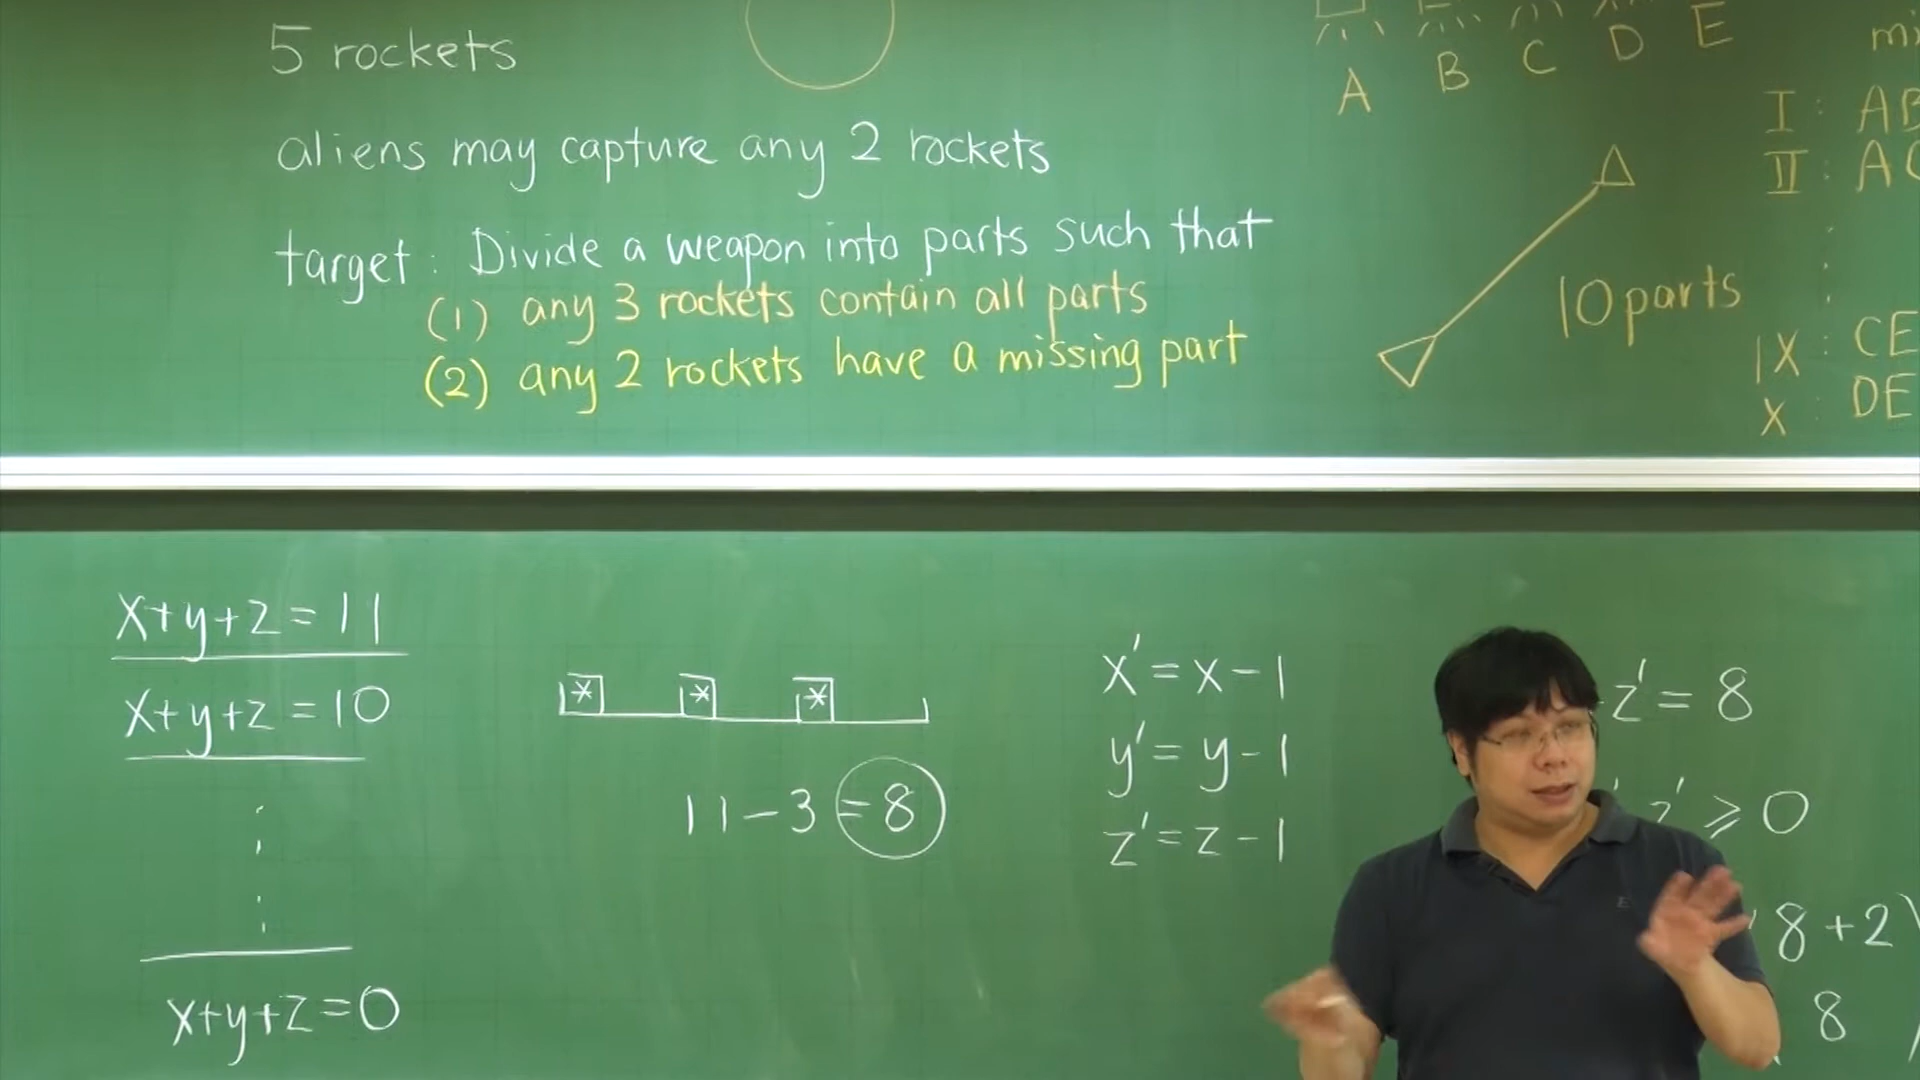 5 rockets
aliens may capture any 2 rockets
target : Divide a weapon into parts such that
(1) any 3 rockets contain all parts
(2) any 2 rockets have a missing part
A B C D E
10 parts
I : AB
II : AC
IX : CE
X : DE
x+y+z=11
x+y+z=10
x+y+z=0
* * *
11-3=8
x'=x-1
y'=y-1
z'=z-1
z'=8
z'≥0
8+2
8